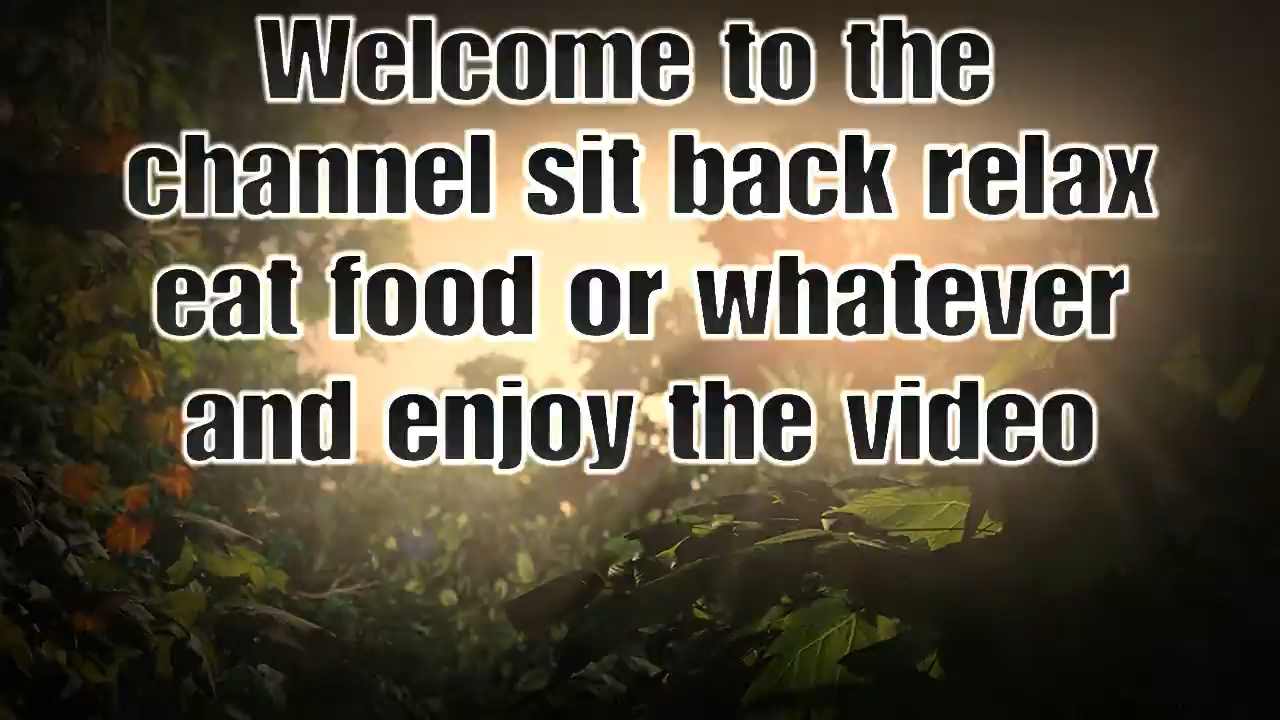 Welcome to the
channel sit back relax
eat food or whatever
and enjoy the video